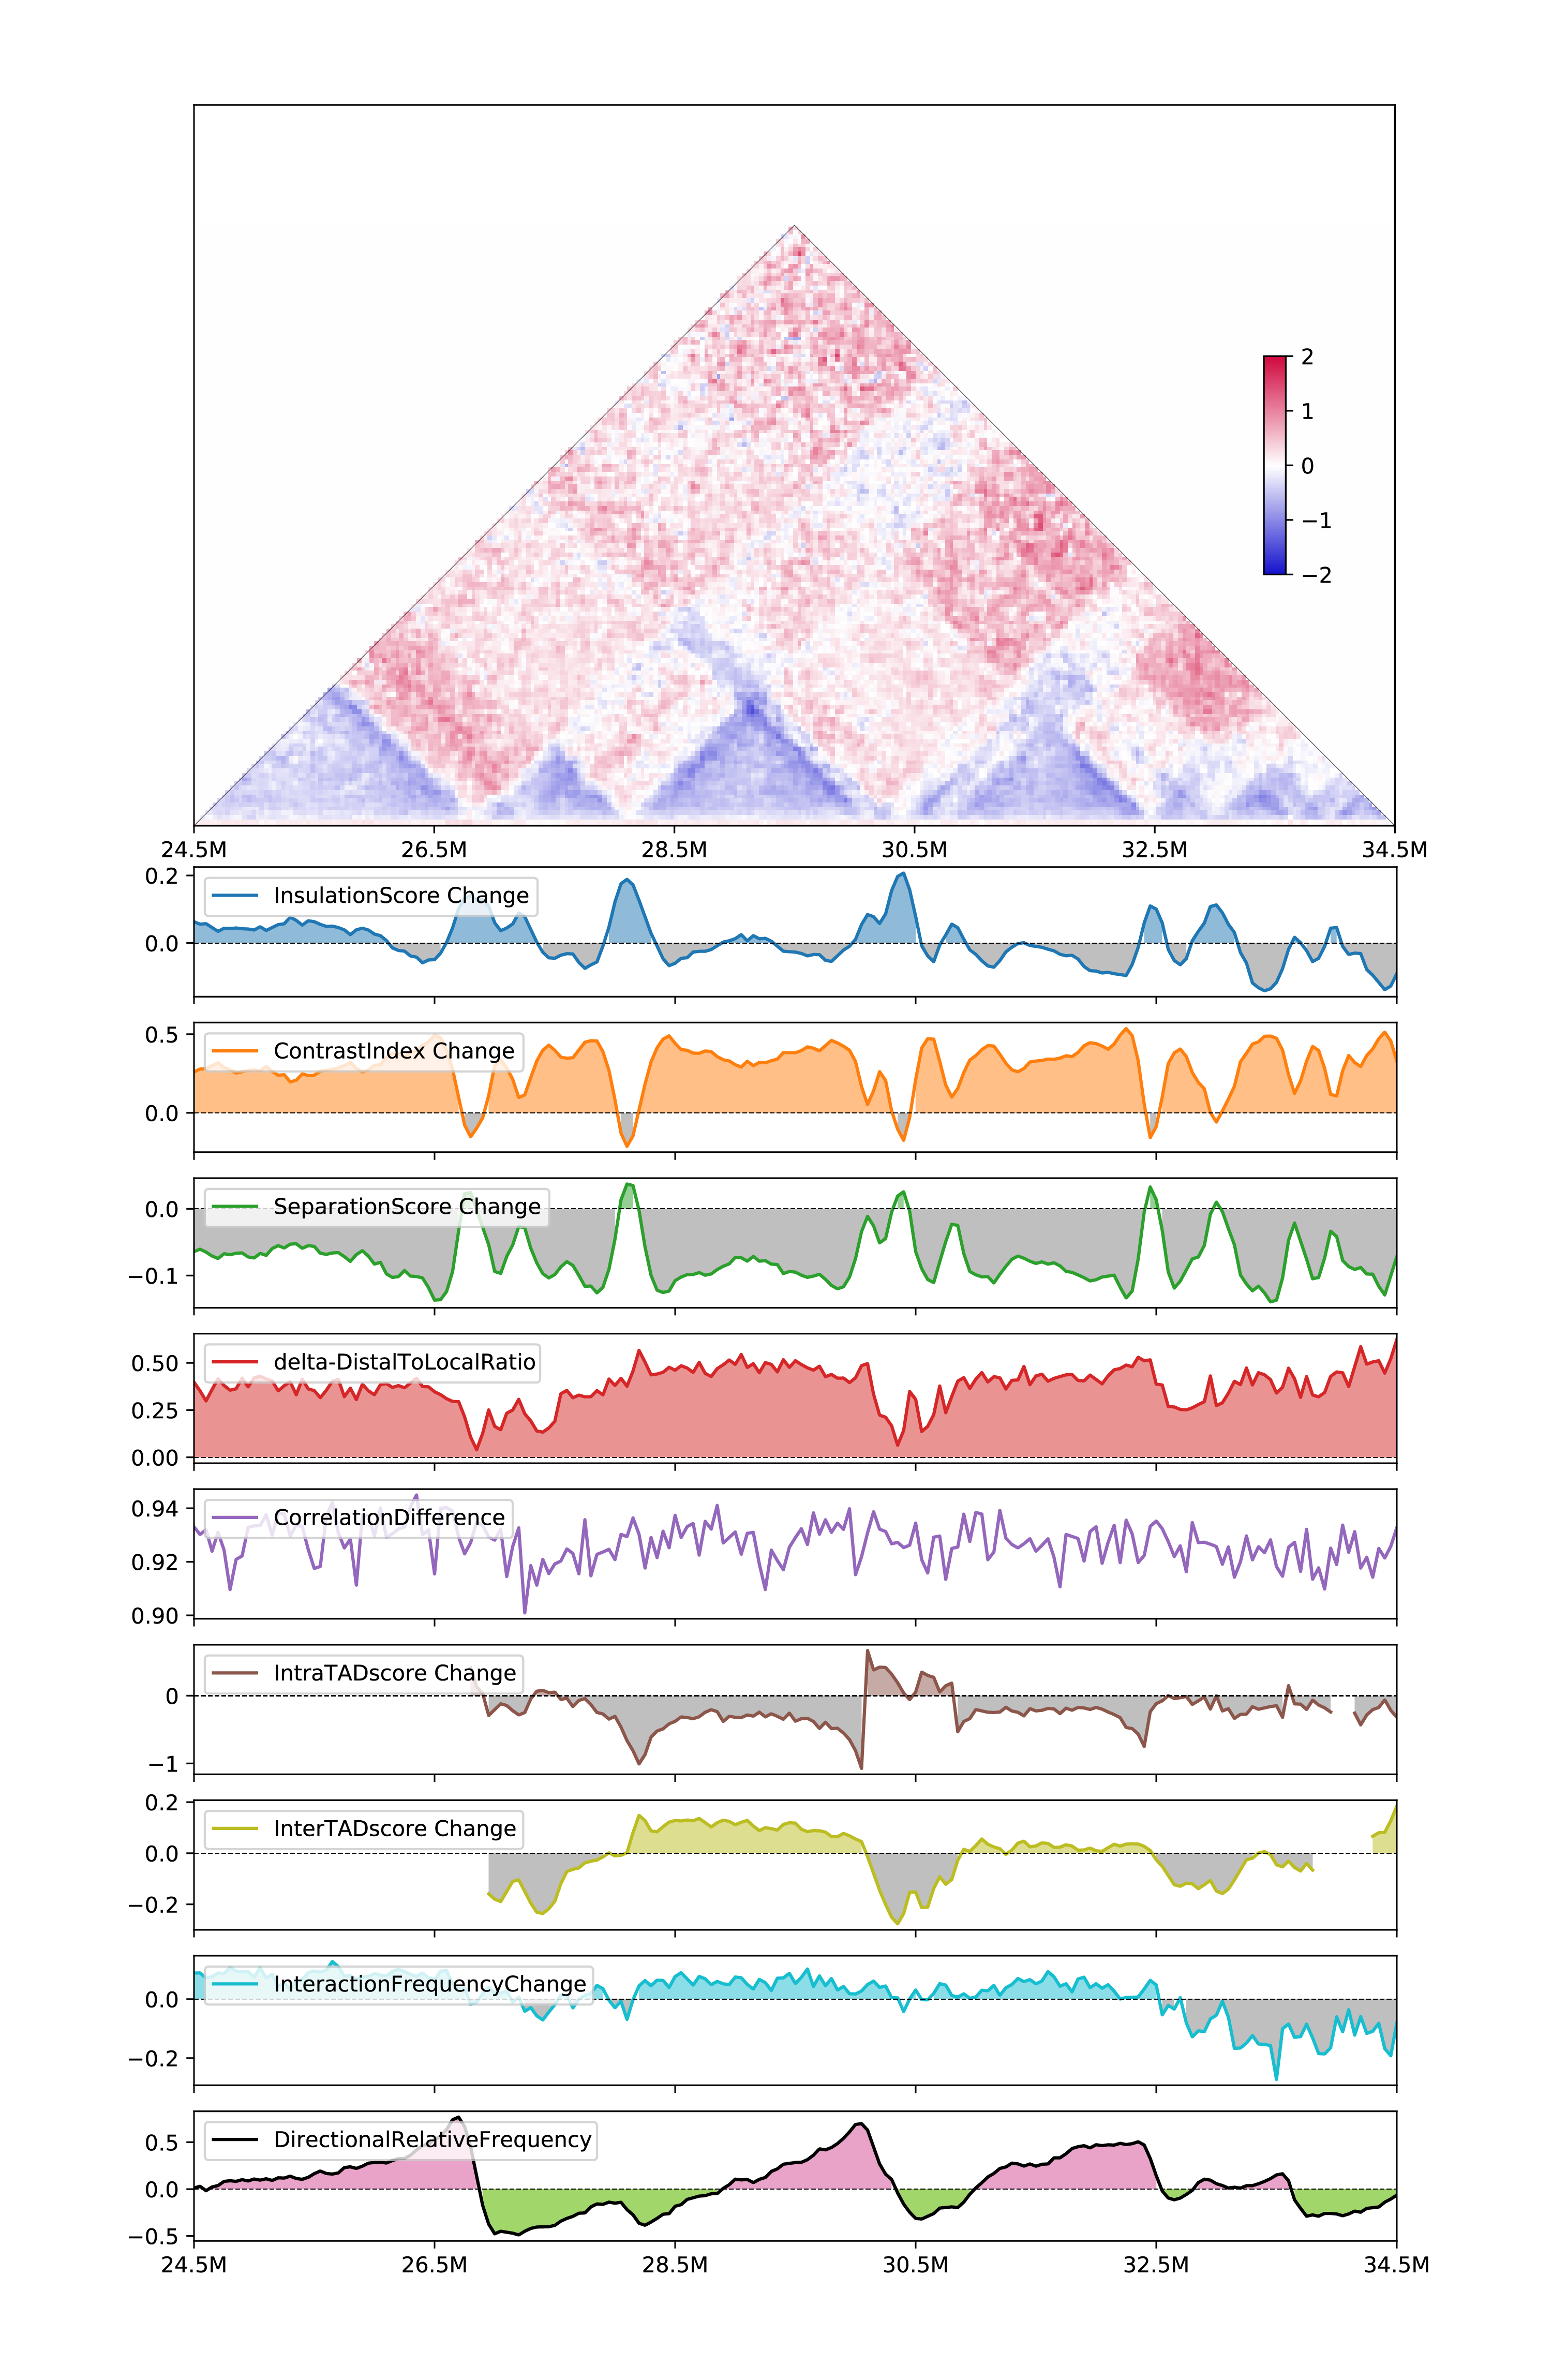 2
1
0
−1
−2
24.5M 26.5M 28.5M 30.5M 32.5M 34.5M
0.2
InsulationScore Change
0.0
0.5
ContrastIndex Change
0.0
0.0
SeparationScore Change
−0.1
0.50
delta-DistalToLocalRatio
0.25
0.00
0.94
CorrelationDifference
0.92
0.90
IntraTADscore Change
0
−1
0.2
InterTADscore Change
0.0
−0.2
InteractionFrequencyChange
0.0
−0.2
0.5
DirectionalRelativeFrequency
0.0
−0.5
24.5M 26.5M 28.5M 30.5M 32.5M 34.5M